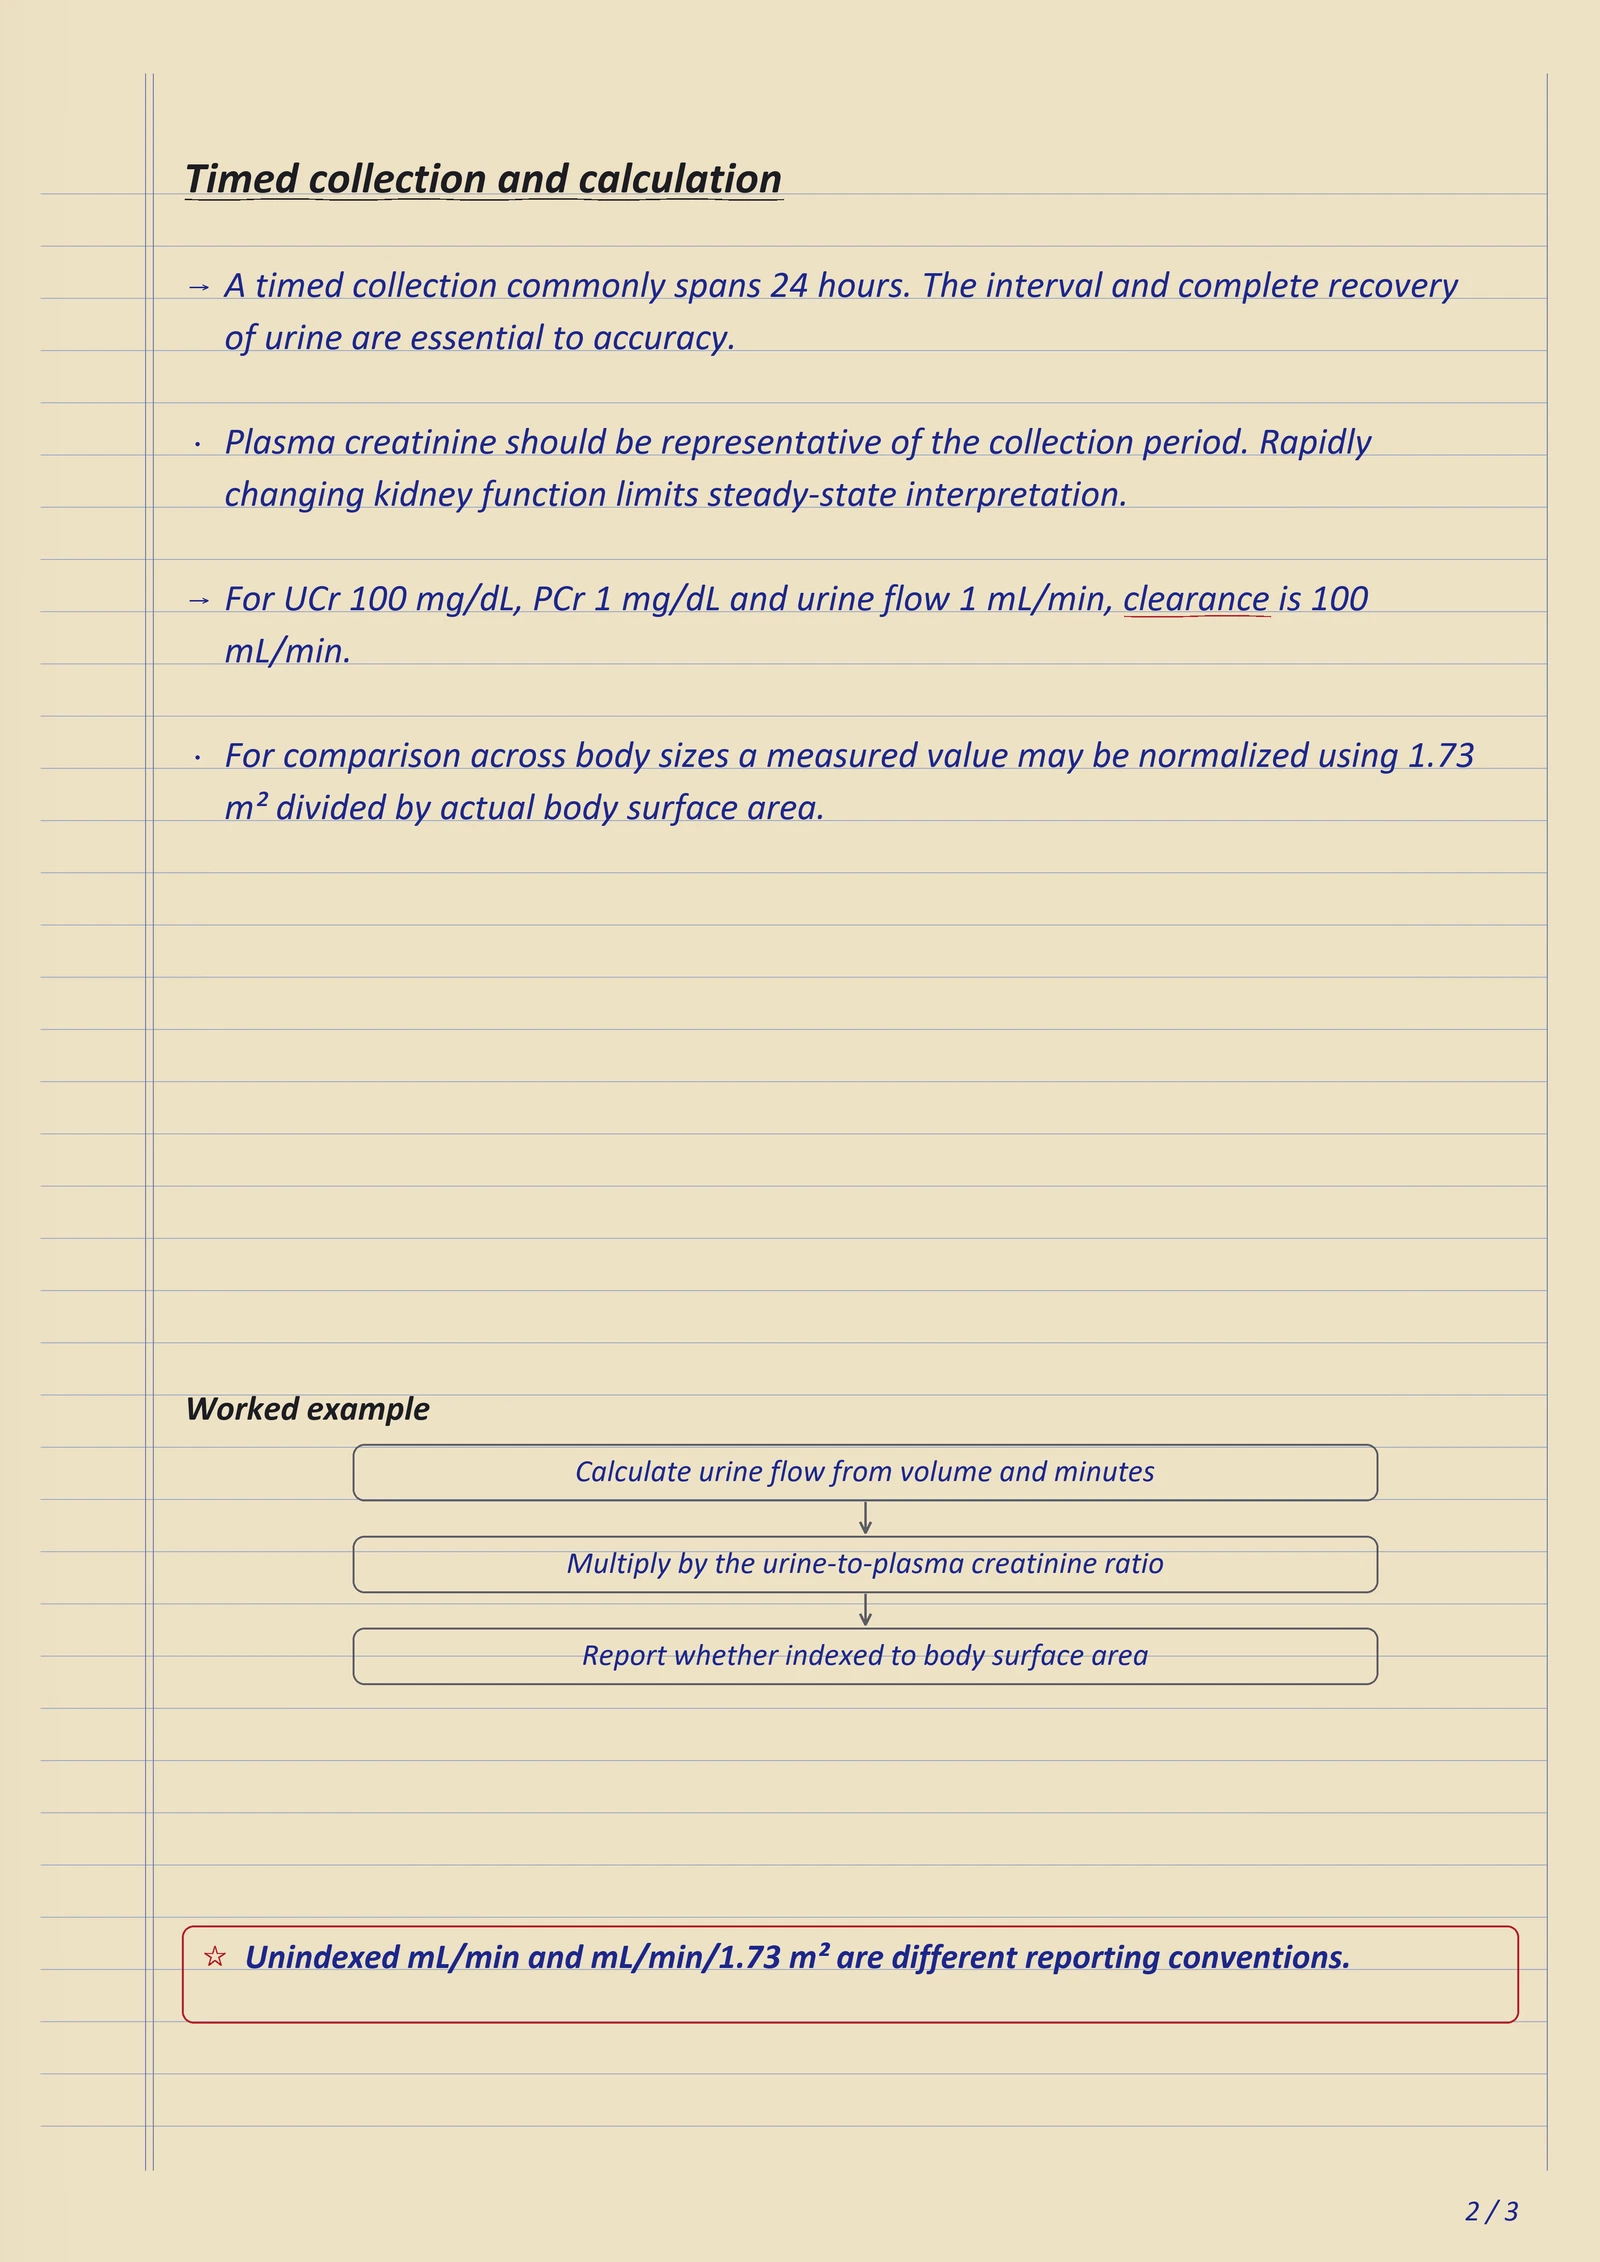 Timed collection and calculation
→ A timed collection commonly spans 24 hours. The interval and complete recovery
of urine are essential to accuracy.
· Plasma creatinine should be representative of the collection period. Rapidly
changing kidney function limits steady-state interpretation.
→ For UCr 100 mg/dL, PCr 1 mg/dL and urine flow 1 mL/min, clearance is 100
mL/min.
· For comparison across body sizes a measured value may be normalized using 1.73
m² divided by actual body surface area.
Worked example
Calculate urine flow from volume and minutes
Multiply by the urine-to-plasma creatinine ratio
Report whether indexed to body surface area
☆ Unindexed mL/min and mL/min/1.73 m² are different reporting conventions.
2 / 3